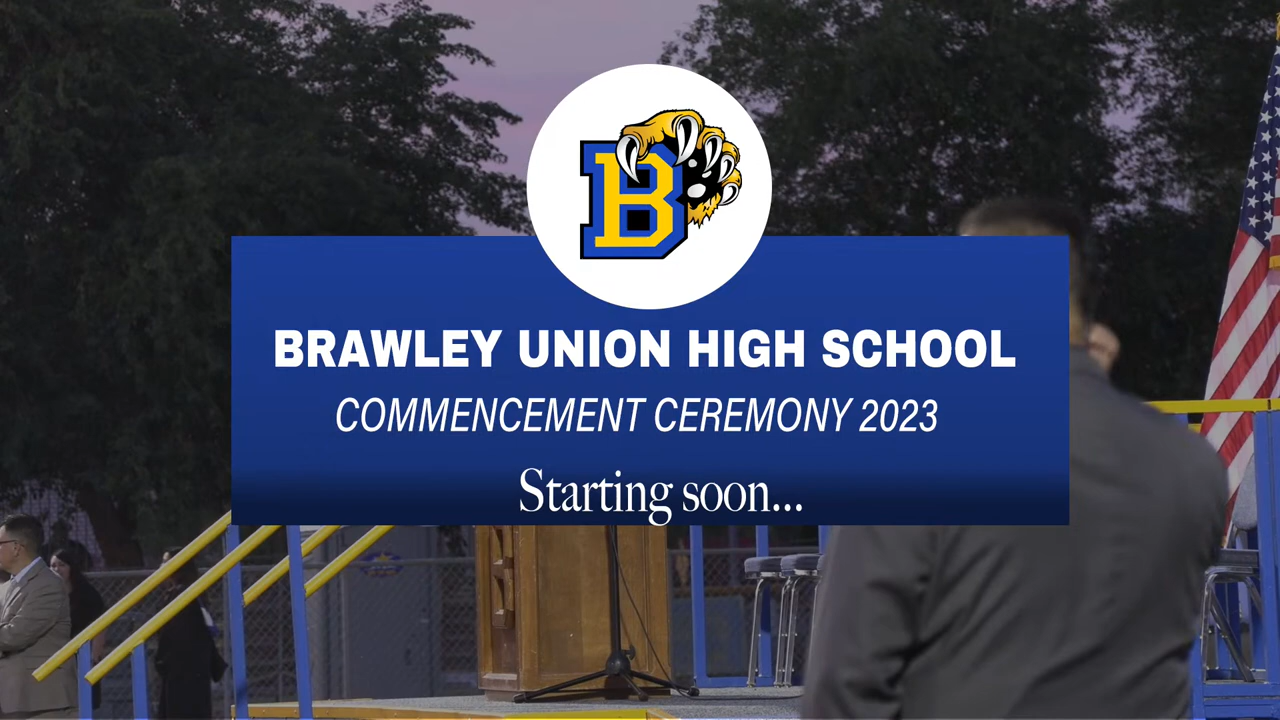 B
BRAWLEY UNION HIGH SCHOOL
COMMENCEMENT CEREMONY 2023
Starting soon...